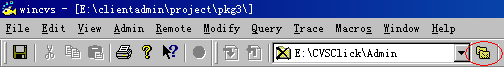 wincvs - [E:\clientadmin\project\pkg3\]
File Edit View Admin Remote Modify Query Trace Macros Window Help
E:\CVSClick\Admin